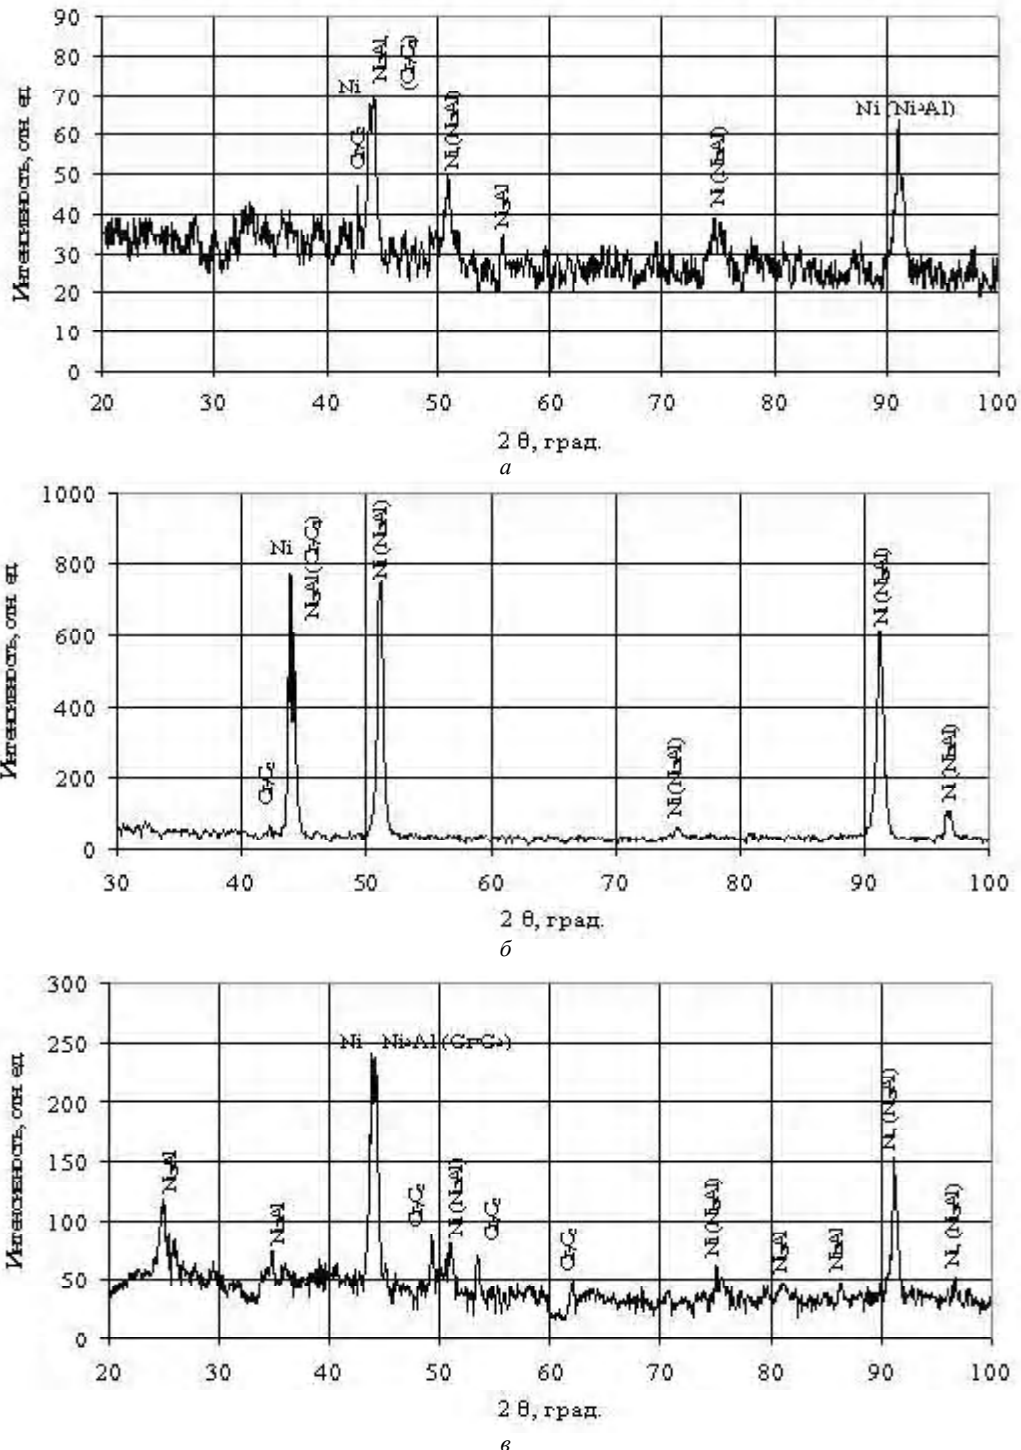 90
80
70
60
50
40
30
20
10
0
Интенсивность, отн. ед.
Ni
Ni₃Al,
(Cr₇C₃)
Cr₇C₃
Ni, (Ni₃Al)
Ni₃Al
Ni (Ni₃Al)
Ni (Ni₃Al)
20 30 40 50 60 70 80 90 100
2 θ, град.
а
1000
800
600
400
200
0
Интенсивность, отн. ед.
Cr₇C₃
Ni
Ni₃Al (Cr₇C₃)
Ni (Ni₃Al)
Ni (Ni₃Al)
Ni (Ni₃Al)
Ni (Ni₃Al)
30 40 50 60 70 80 90 100
2 θ, град.
б
300
250
200
150
100
50
0
Интенсивность, отн. ед.
Ni₃Al
Ni₃Al
Ni Ni₃Al (Cr₇C₃)
Cr₇C₃
Ni (Ni₃Al)
Cr₇C₃
Cr₇C₃
Ni (Ni₃Al)
Ni₃Al
Ni₃Al
Ni, (Ni₃Al)
Ni, (Ni₃Al)
20 30 40 50 60 70 80 90 100
2 θ, град.
в